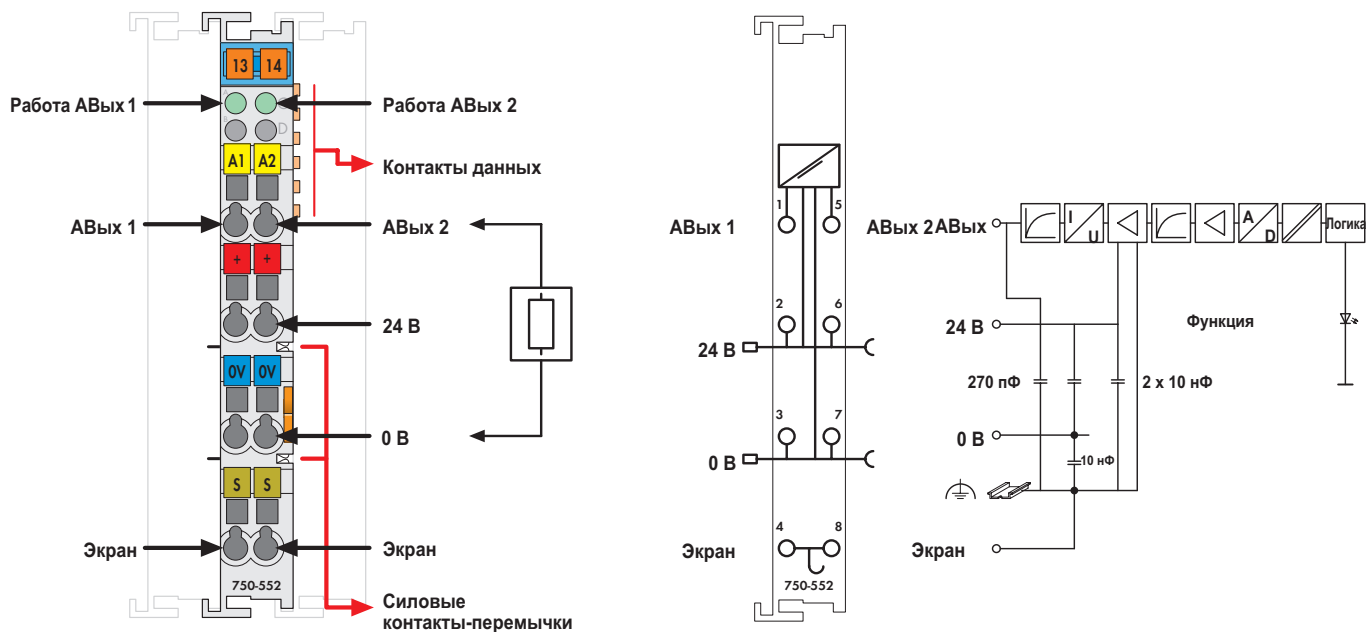 13 14
Работа АВых 1
Работа АВых 2
A1 A2
Контакты данных
АВых 1
АВых 2
+ +
24 В
0V 0V
0 В
S S
Экран
Экран
750-552
Силовые
контакты-перемычки
1 5
АВых 1
АВых 2
2 6
24 В
3 7
0 В
4 8
Экран
750-552
АВых
I
U
A
D
Логика
24 В
Функция
270 пФ
2 x 10 нФ
0 В
10 нФ
Экран